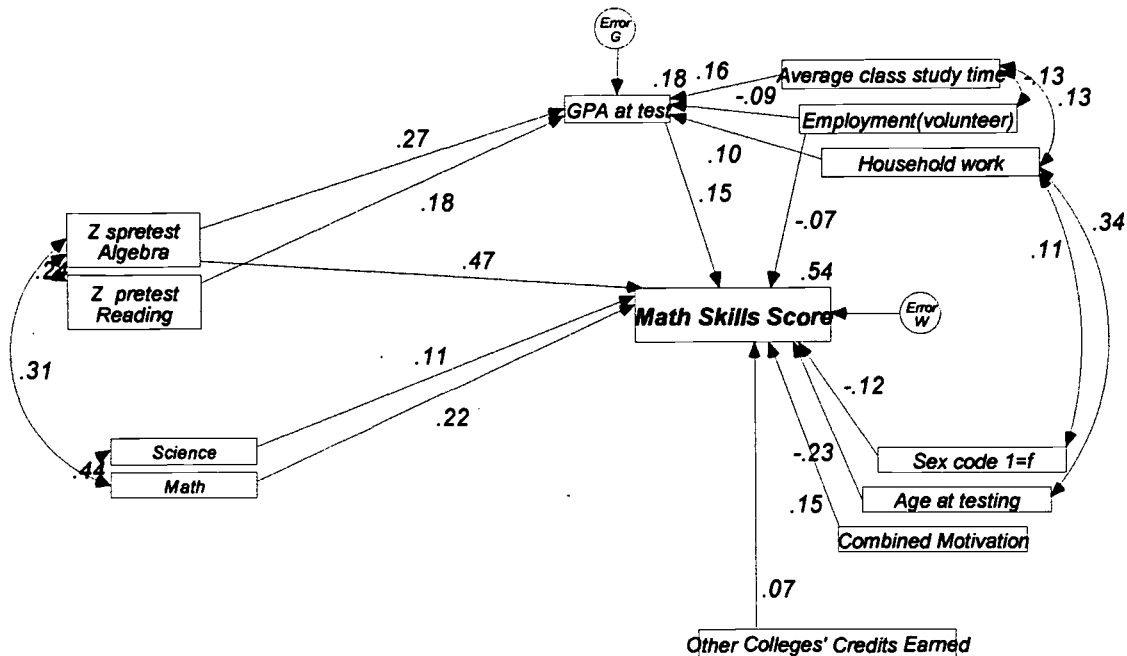 Error
G
.18
.16
Average class study time
-.13
.13
GPA at test
-.09
Employment(volunteer)
.27
.10
Household work
.18
.15
-.07
.34
.11
Z spretest
Algebra
.24
.47
.54
Z pretest
Reading
Math Skills Score
Error
W
.31
.11
.22
-.12
Science
-.23
Sex code 1=f
.44
Math
.15
Age at testing
Combined Motivation
.07
Other Colleges' Credits Earned